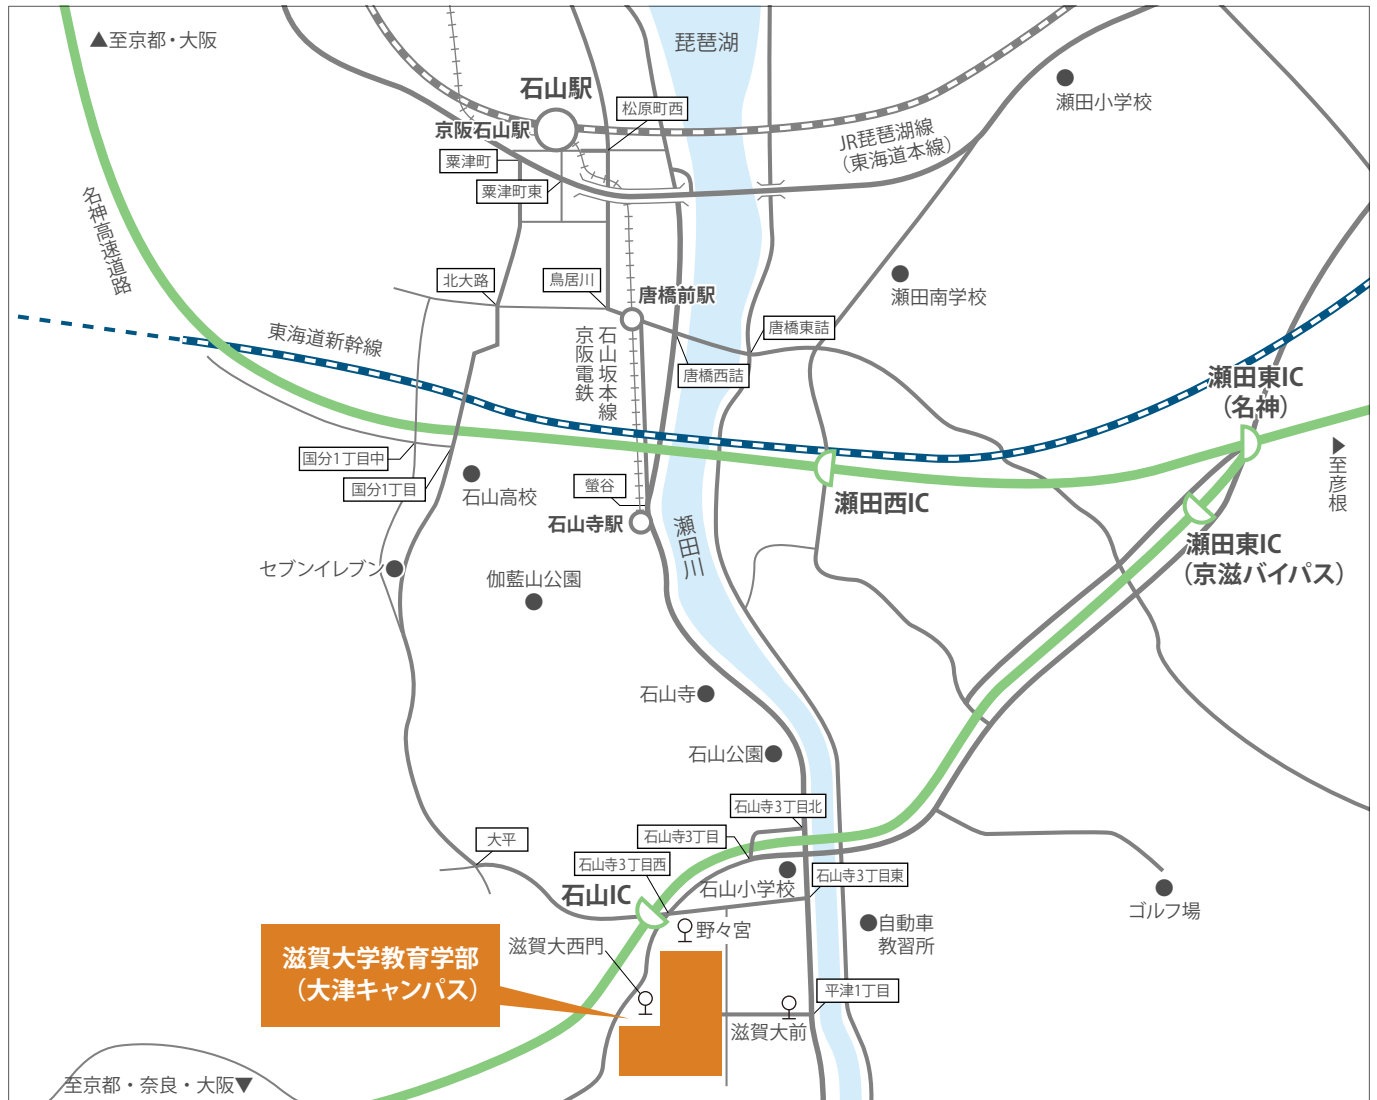 ▲至京都・大阪
琵琶湖
石山駅
松原町西
瀬田小学校
京阪石山駅
JR琵琶湖線
（東海道本線）
粟津町
粟津町東
名神高速道路
北大路
鳥居川
唐橋前駅
瀬田南学校
東海道新幹線
石山坂本線
京阪電鉄
唐橋東詰
唐橋西詰
瀬田東IC
（名神）
国分1丁目中
国分1丁目
石山高校
螢谷
石山寺駅
瀬田川
瀬田西IC
▲至彦根
瀬田東IC
（京滋バイパス）
セブンイレブン
伽藍山公園
石山寺
石山公園
石山寺3丁目北
石山寺3丁目
大平
石山寺3丁目西
石山小学校
石山寺3丁目東
石山IC
ゴルフ場
野々宮
自動車
教習所
滋賀大西門
滋賀大学教育学部
（大津キャンパス）
平津1丁目
滋賀大前
至京都・奈良・大阪▼